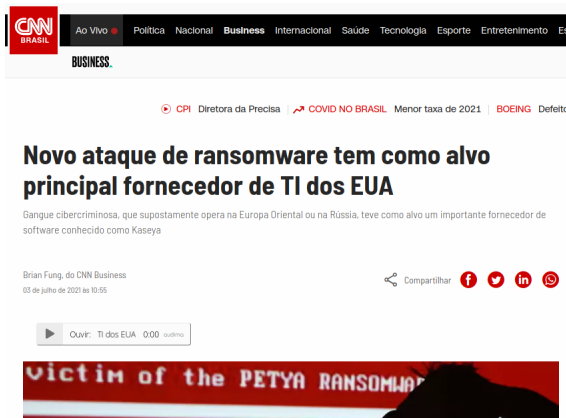 CNN
BRASIL
Ao Vivo Política Nacional Business Internacional Saúde Tecnologia Esporte Entretenimento
BUSINESS.
CPI Diretora da Precisa COVID NO BRASIL Menor taxa de 2021 BOEING
Novo ataque de ransomware tem como alvo
principal fornecedor de TI dos EUA
Gangue cibercriminosa, que supostamente opera na Europa Oriental ou na Rússia, teve como alvo um importante fornecedor de
software conhecido como Kaseya
Brian Fung, do CNN Business
03 de julho de 2021 às 10:55
Compartilhar
Ouvir: TI dos EUA 0:00 audima
victim of the PETYA